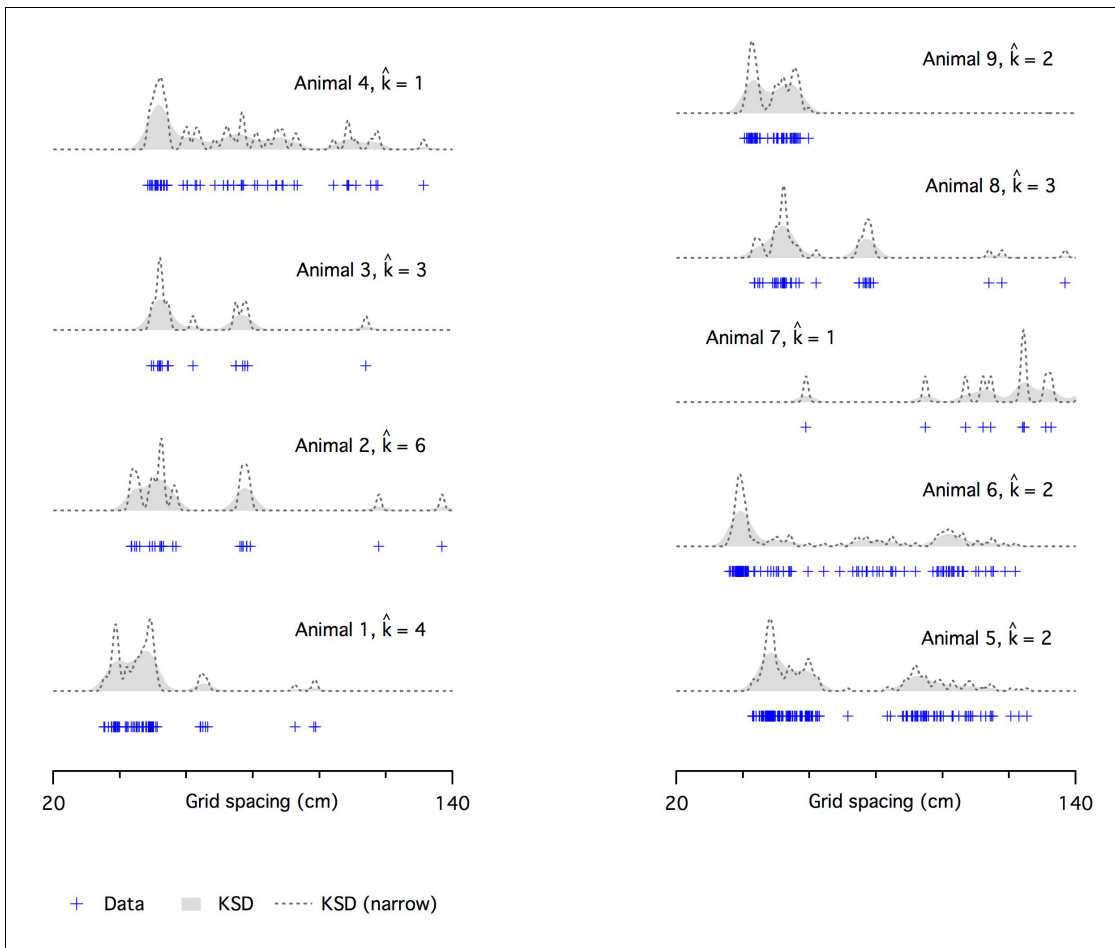 Animal 4, k̂ = 1
Animal 3, k̂ = 3
Animal 2, k̂ = 6
Animal 1, k̂ = 4
20 Grid spacing (cm) 140
Animal 9, k̂ = 2
Animal 8, k̂ = 3
Animal 7, k̂ = 1
Animal 6, k̂ = 2
Animal 5, k̂ = 2
20 Grid spacing (cm) 140
Data KSD KSD (narrow)